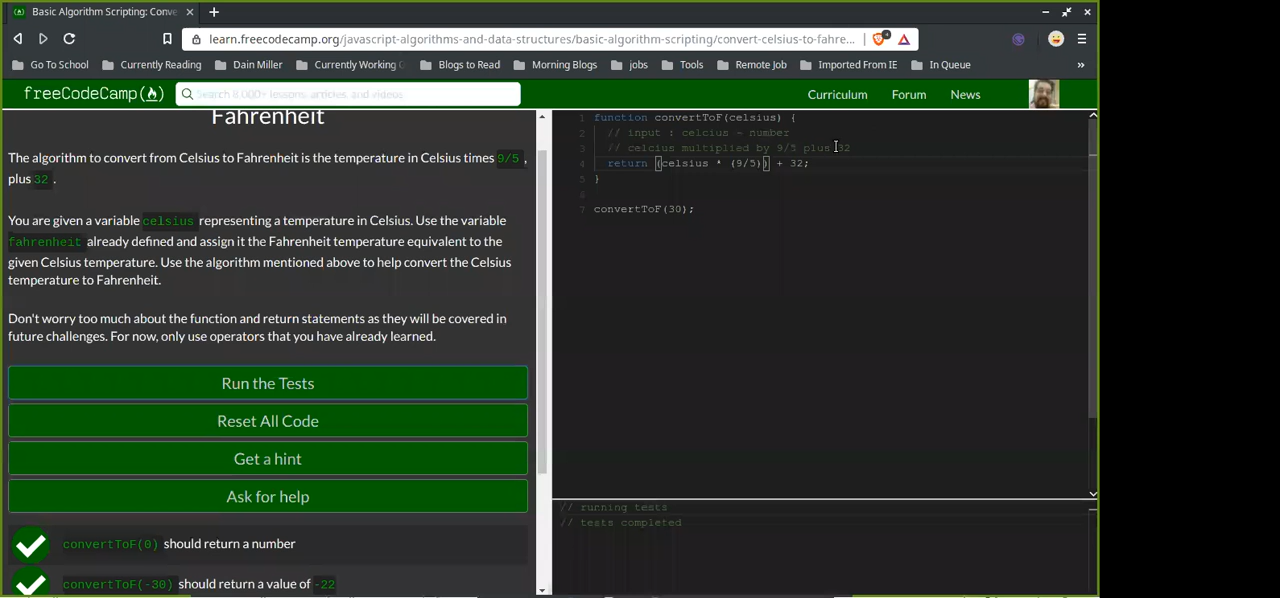 Basic Algorithm Scripting: Conve
learn.freecodecamp.org/javascript-algorithms-and-data-structures/basic-algorithm-scripting/convert-celsius-to-fahre...
4
Go To School
Currently Reading
Dain Miller
Currently Working
Blogs to Read
Morning Blogs
jobs
Tools
Remote Job
Imported From IE
In Queue
»
freeCodeCamp
Search 8,000+ lessons, articles, and videos
Curriculum
Forum
News
Fahrenheit
The algorithm to convert from Celsius to Fahrenheit is the temperature in Celsius times 9/5 ,
plus 32 .
You are given a variable celsius representing a temperature in Celsius. Use the variable
fahrenheit already defined and assign it the Fahrenheit temperature equivalent to the
given Celsius temperature. Use the algorithm mentioned above to help convert the Celsius
temperature to Fahrenheit.
Don't worry too much about the function and return statements as they will be covered in
future challenges. For now, only use operators that you have already learned.
Run the Tests
Reset All Code
Get a hint
Ask for help
convertToF(0) should return a number
convertToF(-30) should return a value of -22
1 function convertToF(celsius) {
2 // input : celcius ~ number
3 // celcius multiplied by 9/5 plus 32
4 return (celsius * (9/5)) + 32;
5 }
6
7 convertToF(30);
// running tests
// tests completed